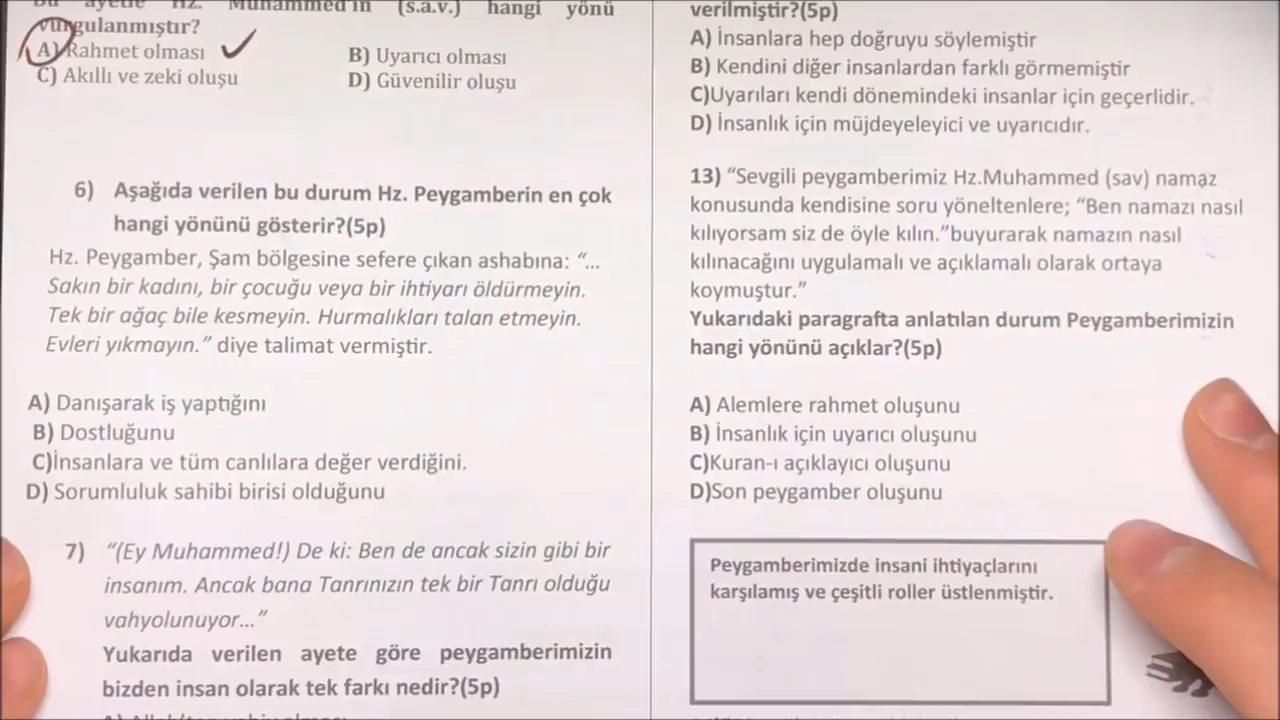 Bu ayette Hz. Muhammed'in (s.a.v.) hangi yönü
vurgulanmıştır?
A) Rahmet olması
B) Uyarıcı olması
C) Akıllı ve zeki oluşu
D) Güvenilir oluşu
6) Aşağıda verilen bu durum Hz. Peygamberin en çok
hangi yönünü gösterir?(5p)
Hz. Peygamber, Şam bölgesine sefere çıkan ashabına: “...
Sakın bir kadını, bir çocuğu veya bir ihtiyarı öldürmeyin.
Tek bir ağaç bile kesmeyin. Hurmalıkları talan etmeyin.
Evleri yıkmayın.” diye talimat vermiştir.
A) Danışarak iş yaptığını
B) Dostluğunu
C)İnsanlara ve tüm canlılara değer verdiğini.
D) Sorumluluk sahibi birisi olduğunu
7) “(Ey Muhammed!) De ki: Ben de ancak sizin gibi bir
insanım. Ancak bana Tanrınızın tek bir Tanrı olduğu
vahyolunuyor...”
Yukarıda verilen ayete göre peygamberimizin
bizden insan olarak tek farkı nedir?(5p)
verilmiştir?(5p)
A) İnsanlara hep doğruyu söylemiştir
B) Kendini diğer insanlardan farklı görmemiştir
C)Uyarıları kendi dönemindeki insanlar için geçerlidir.
D) İnsanlık için müjdeyeleyici ve uyarıcıdır.
13) “Sevgili peygamberimiz Hz.Muhammed (sav) namaz
konusunda kendisine soru yöneltenlere; “Ben namazı nasıl
kılıyorsam siz de öyle kılın.”buyurarak namazın nasıl
kılınacağını uygulamalı ve açıklamalı olarak ortaya
koymuştur.”
Yukarıdaki paragrafta anlatılan durum Peygamberimizin
hangi yönünü açıklar?(5p)
A) Alemlere rahmet oluşunu
B) İnsanlık için uyarıcı oluşunu
C)Kuran-ı açıklayıcı oluşunu
D)Son peygamber oluşunu
Peygamberimizde insani ihtiyaçlarını
karşılamış ve çeşitli roller üstlenmiştir.